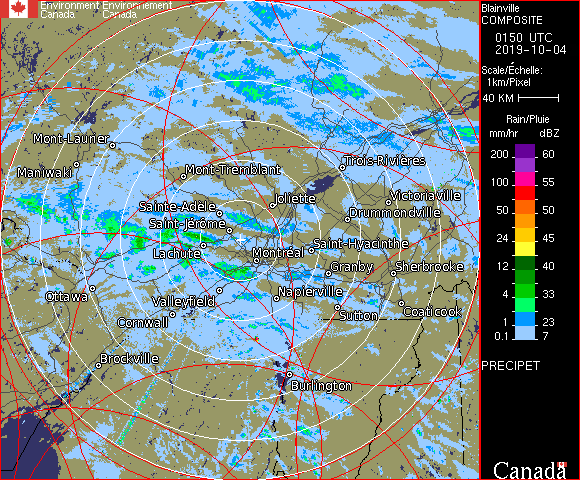 Environment Environnement
Canada Canada
Blainville
COMPOSITE
0150 UTC
2019-10-04
Scale/Échelle:
1km/Pixel
40 KM
Rain/Pluie
mm/hr dBZ
200 60
55
100 55
50 50
24 45
12 40
4 33
1 23
0.1 7
PRECIPET
Canada
Mont-Laurier
Maniwaki
Mont-Tremblant
Trois-Rivières
Joliette
Victoriaville
Sainte-Adèle
Drummondville
Saint-Jérôme
Lachute
Saint-Hyacinthe
Montréal
Granby
Sherbrooke
Ottawa
Valleyfield
Napierville
Cornwall
Sutton
Coaticook
Brockville
Burlington